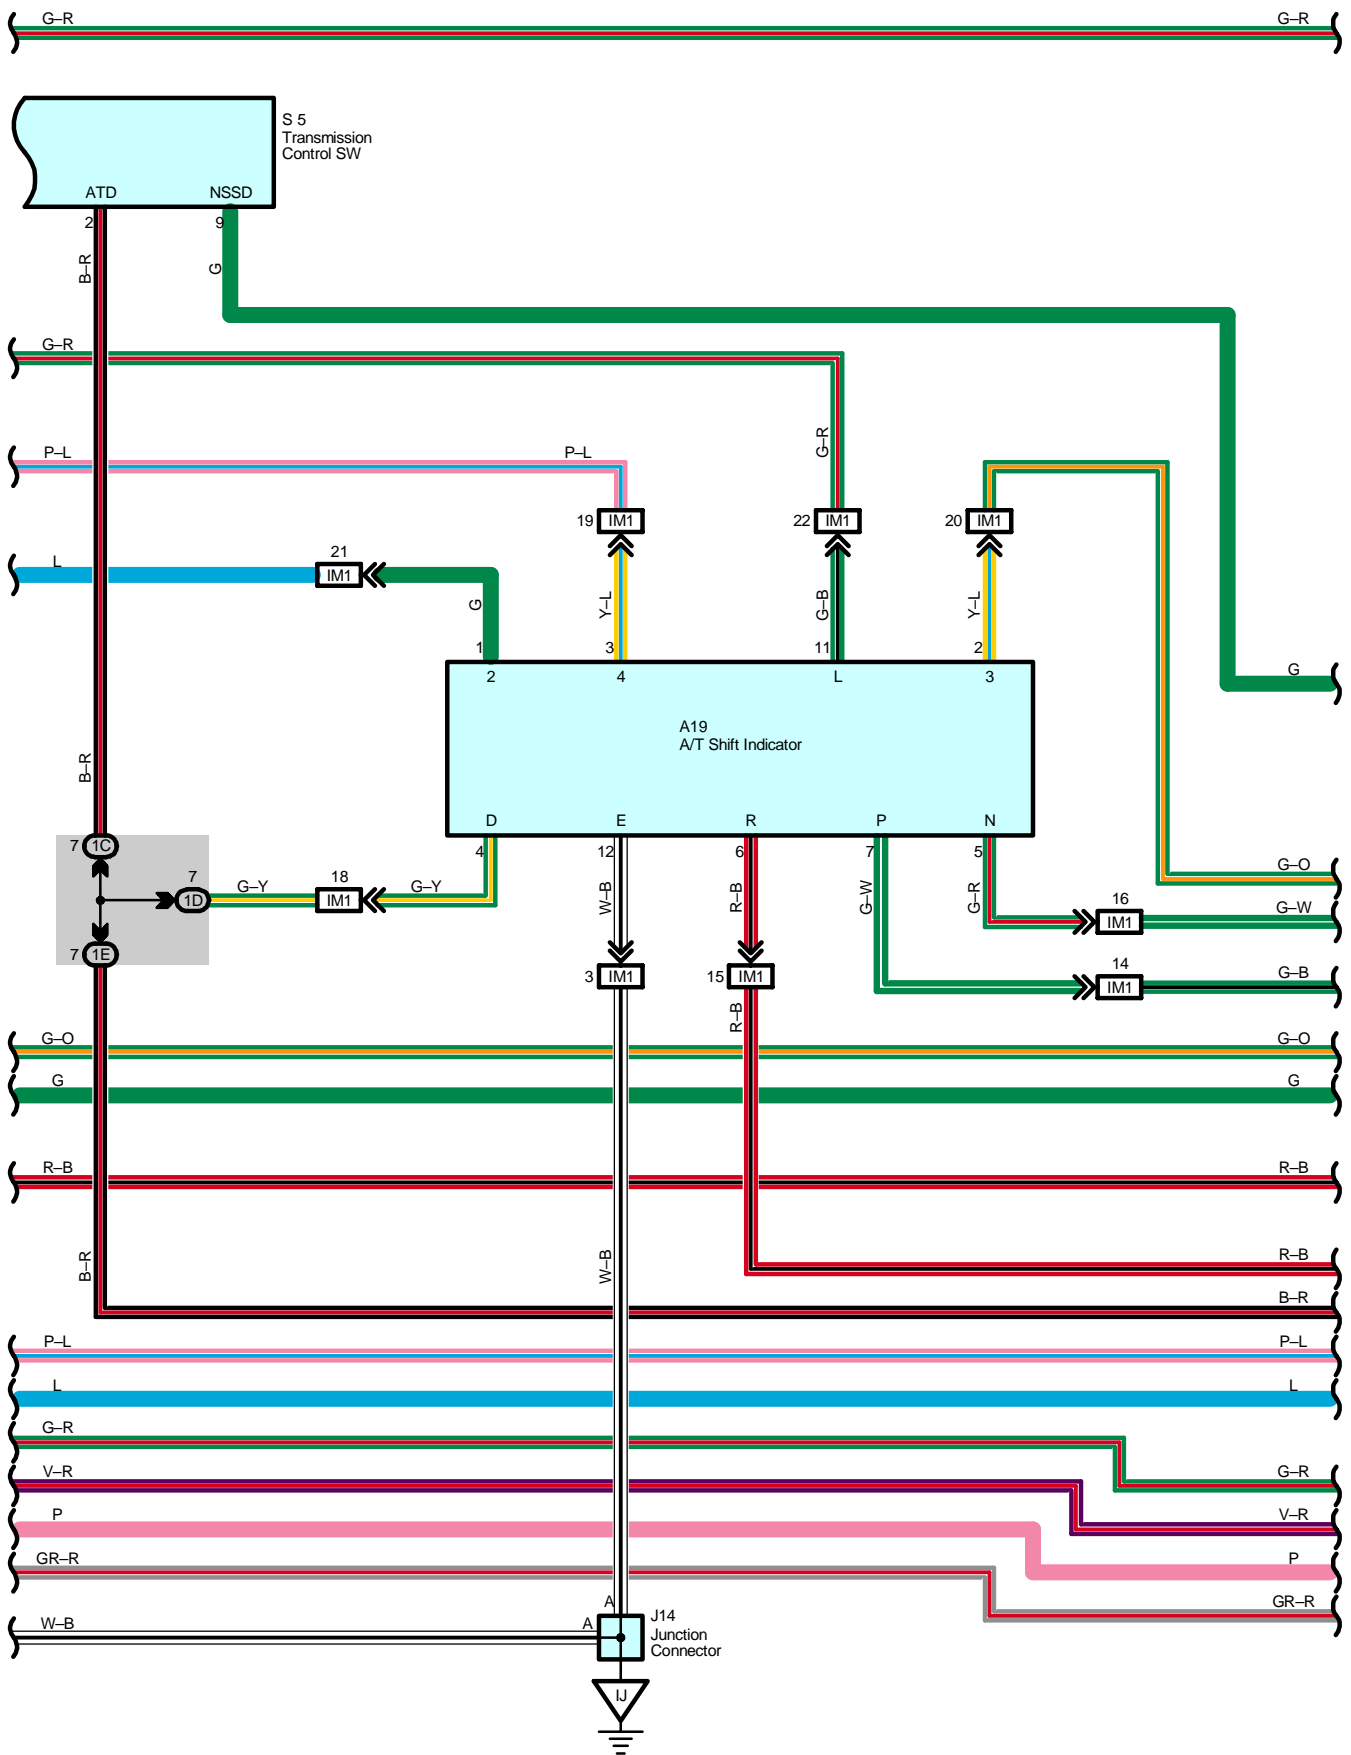 G–R G–R
S 5
Transmission
Control SW
ATD NSSD
2 9
B–R G
G–R
G–R
P–L P–L
19 IM1 22 IM1 20 IM1
L 21
IM1
G Y–L G–B Y–L
1 3 11 2
2 4 L 3
G
A19
A/T Shift Indicator
B–R
D E R P N
7 1C 4 12 6 7 5
G–O
7 18
1D G–Y IM1 G–Y W–B R–B G–W G–R 16 G–W
IM1
7 1E
3 IM1 15 IM1 14 G–B
IM1
R–B
G–O G–O
G G
R–B R–B
B–R W–B R–B
B–R
P–L P–L
L L
G–R
V–R G–R
P V–R
GR–R P
A GR–R
W–B A J14
Junction
Connector
IJ